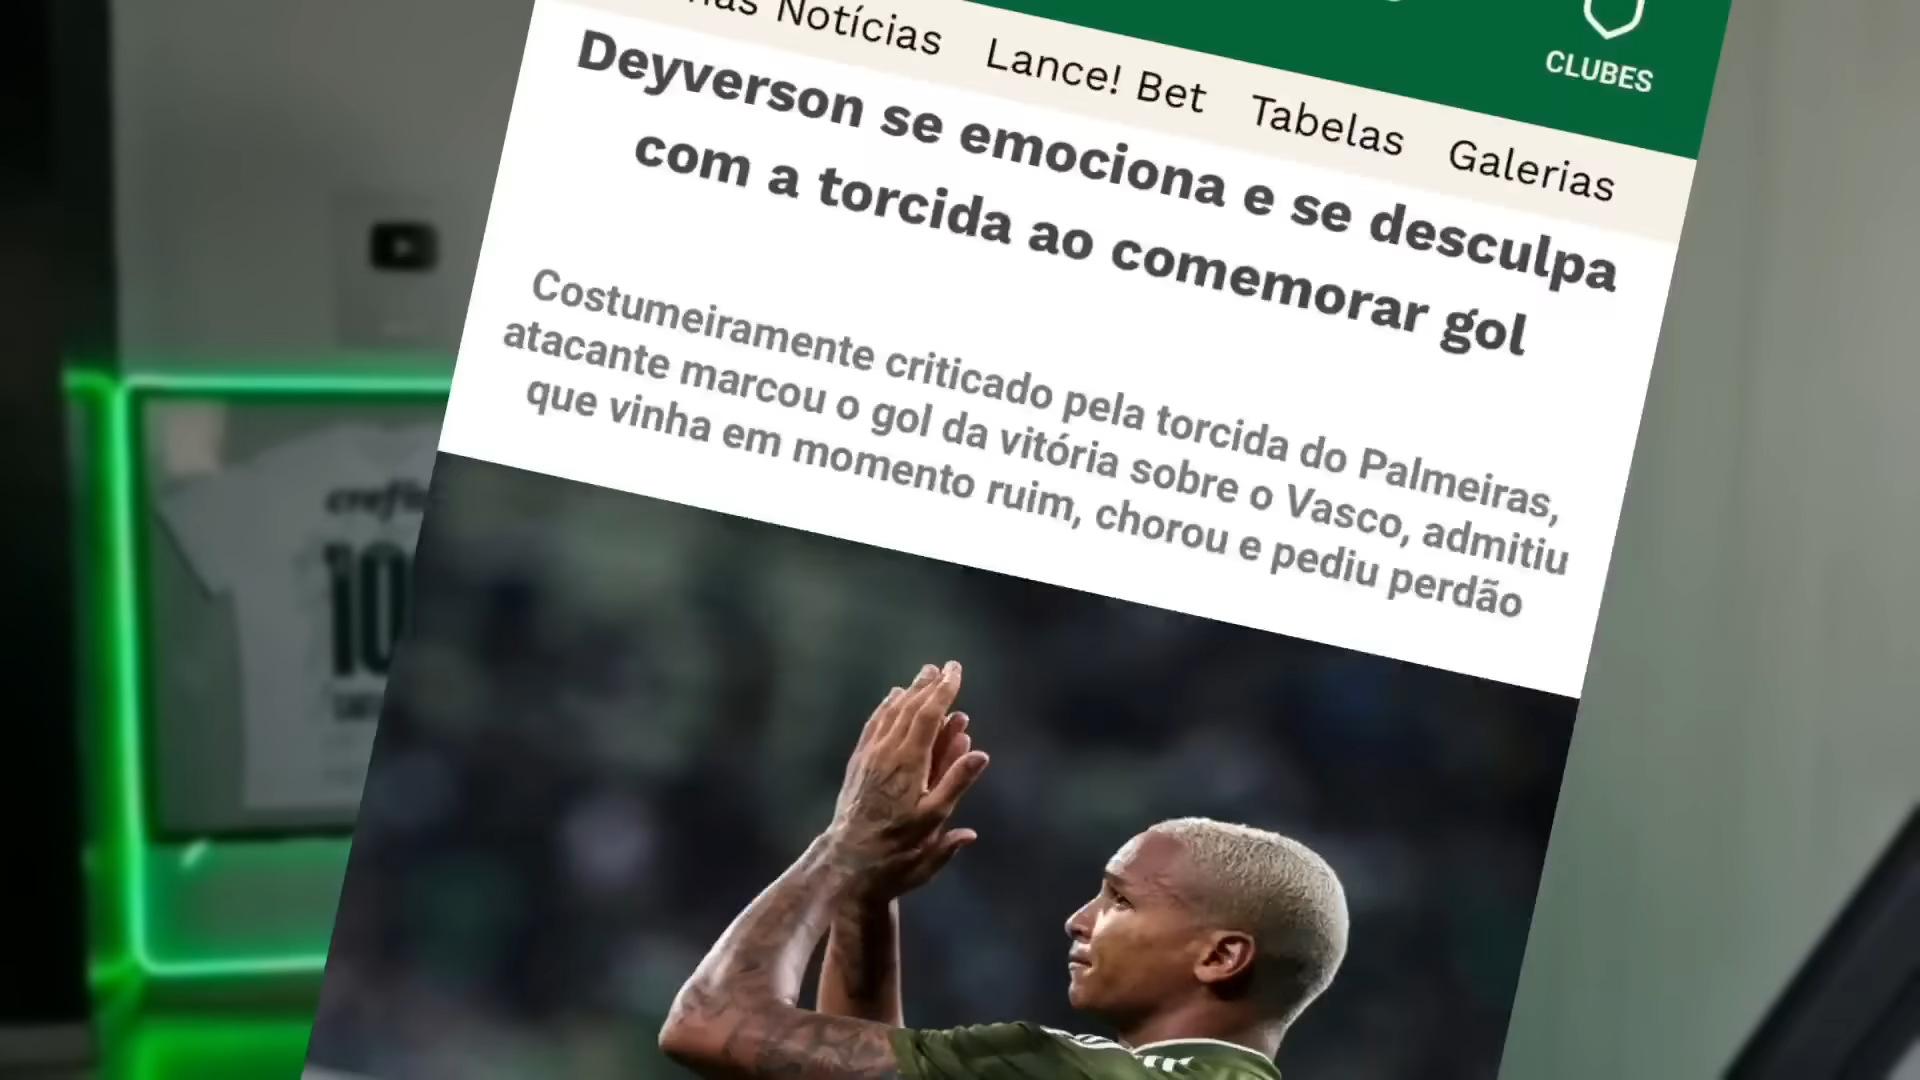 CLUBES
Notícias Lance! Bet Tabelas Galerias
Deyverson se emociona e se desculpa
com a torcida ao comemorar gol
Costumeiramente criticado pela torcida do Palmeiras,
atacante marcou o gol da vitória sobre o Vasco, admitiu
que vinha em momento ruim, chorou e pediu perdão
10